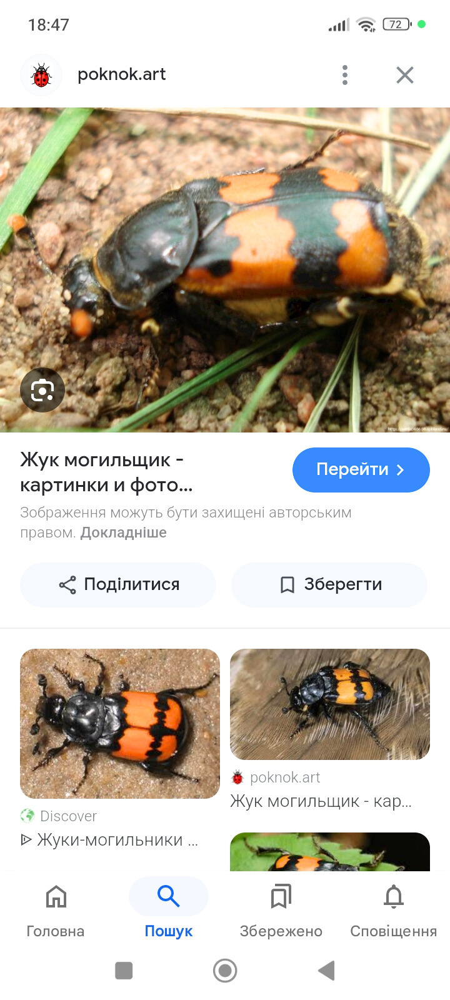 18:47
72
poknok.art
Жук могильщик -
картинки и фото...
Перейти
Зображення можуть бути захищені авторським
правом. Докладніше
Поділитися
Зберегти
Discover
Жуки-могильники ...
poknok.art
Жук могильщик - кар...
Головна
Пошук
Збережено
Сповіщення